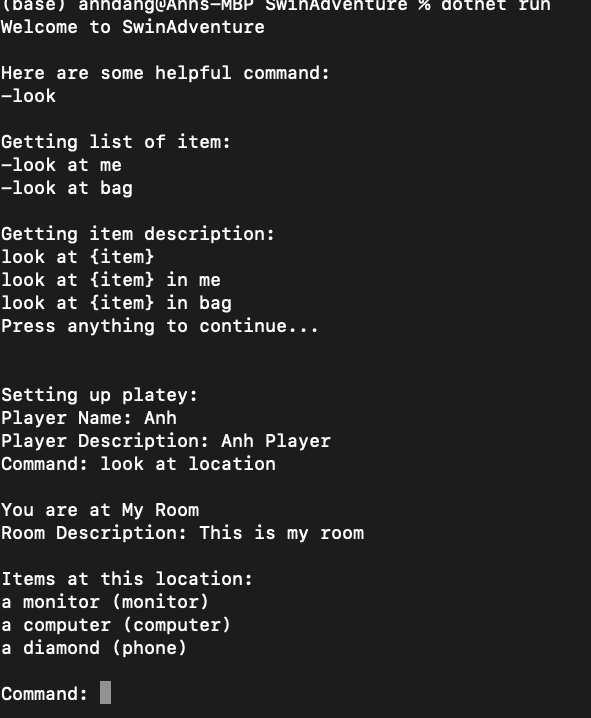 (base) anhdang@Anhs-MBP SwinAdventure % dotnet run
Welcome to SwinAdventure
Here are some helpful command:
-look
Getting list of item:
-look at me
-look at bag
Getting item description:
look at {item}
look at {item} in me
look at {item} in bag
Press anything to continue...
Setting up platey:
Player Name: Anh
Player Description: Anh Player
Command: look at location
You are at My Room
Room Description: This is my room
Items at this location:
a monitor (monitor)
a computer (computer)
a diamond (phone)
Command: